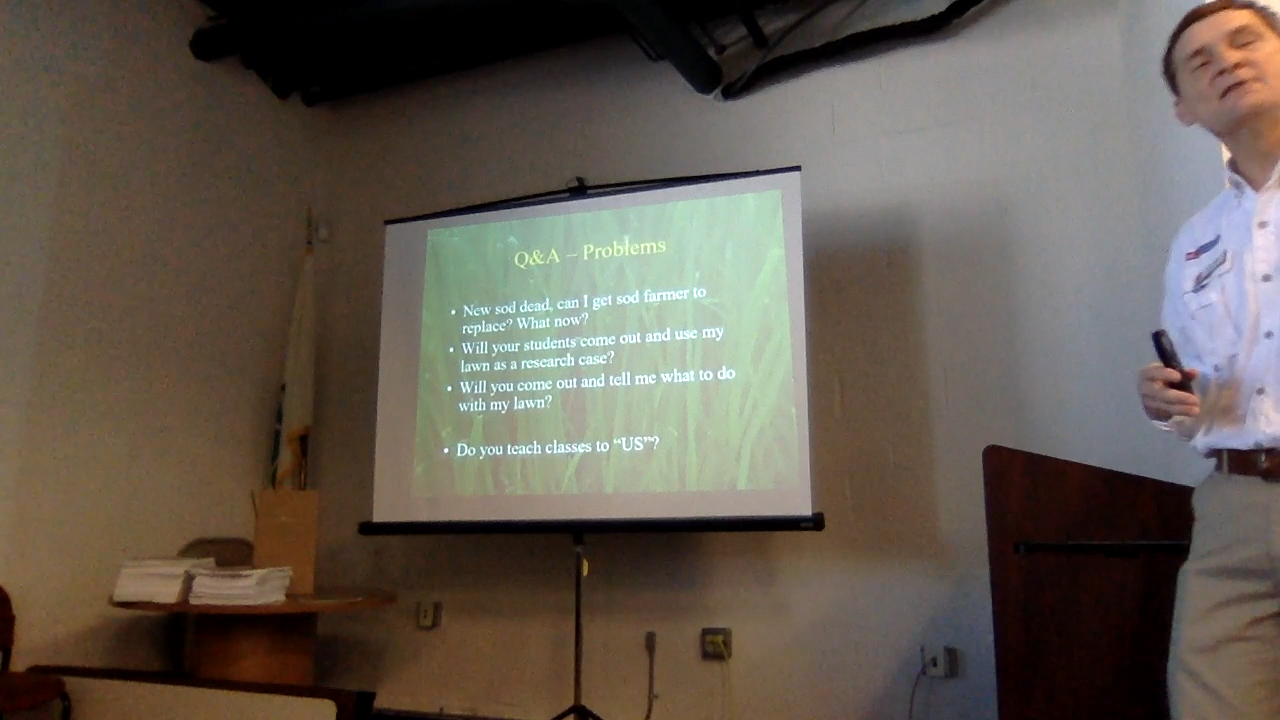 Q&A – Problems
• New sod dead, can I get sod farmer to
replace? What now?
• Will your students come out and use my
lawn as a research case?
• Will you come out and tell me what to do
with my lawn?
• Do you teach classes to “US”?